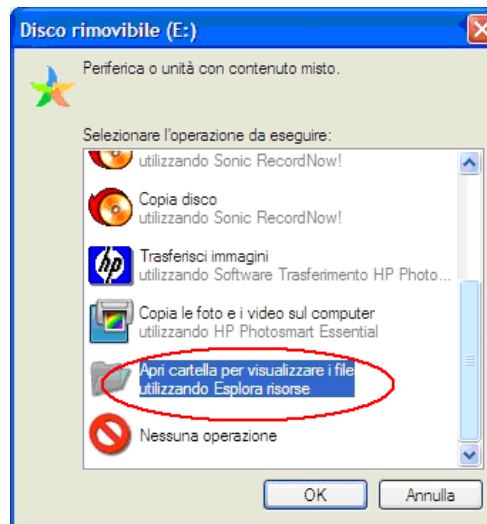 Disco rimovibile (E:)
Periferica o unità con contenuto misto.
Selezionare l'operazione da eseguire:
utilizzando Sonic RecordNow!
Copia disco
utilizzando Sonic RecordNow!
hp
Trasferisci immagini
utilizzando Software Trasferimento HP Photo...
Copia le foto e i video sul computer
utilizzando HP Photosmart Essential
Apri cartella per visualizzare i file
utilizzando Esplora risorse
Nessuna operazione
OK
Annulla